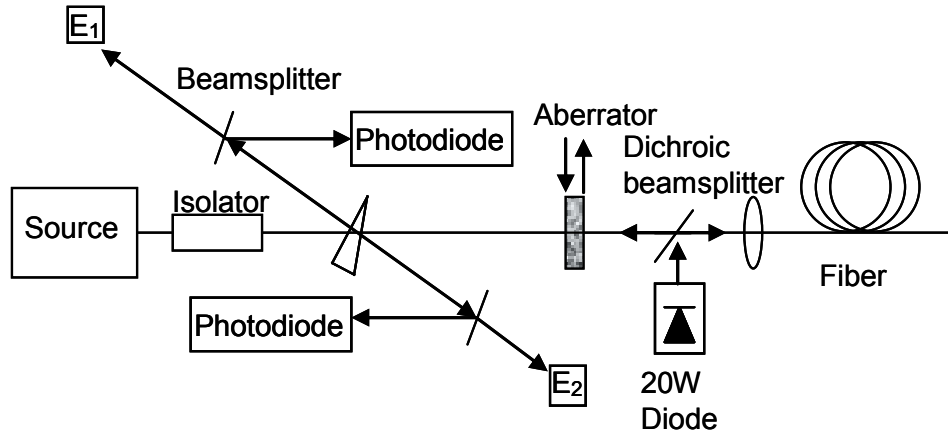 E₁
Beamsplitter
Photodiode
Aberrator
Dichroic
beamsplitter
Source
Isolator
Fiber
Photodiode
E₂
20W
Diode